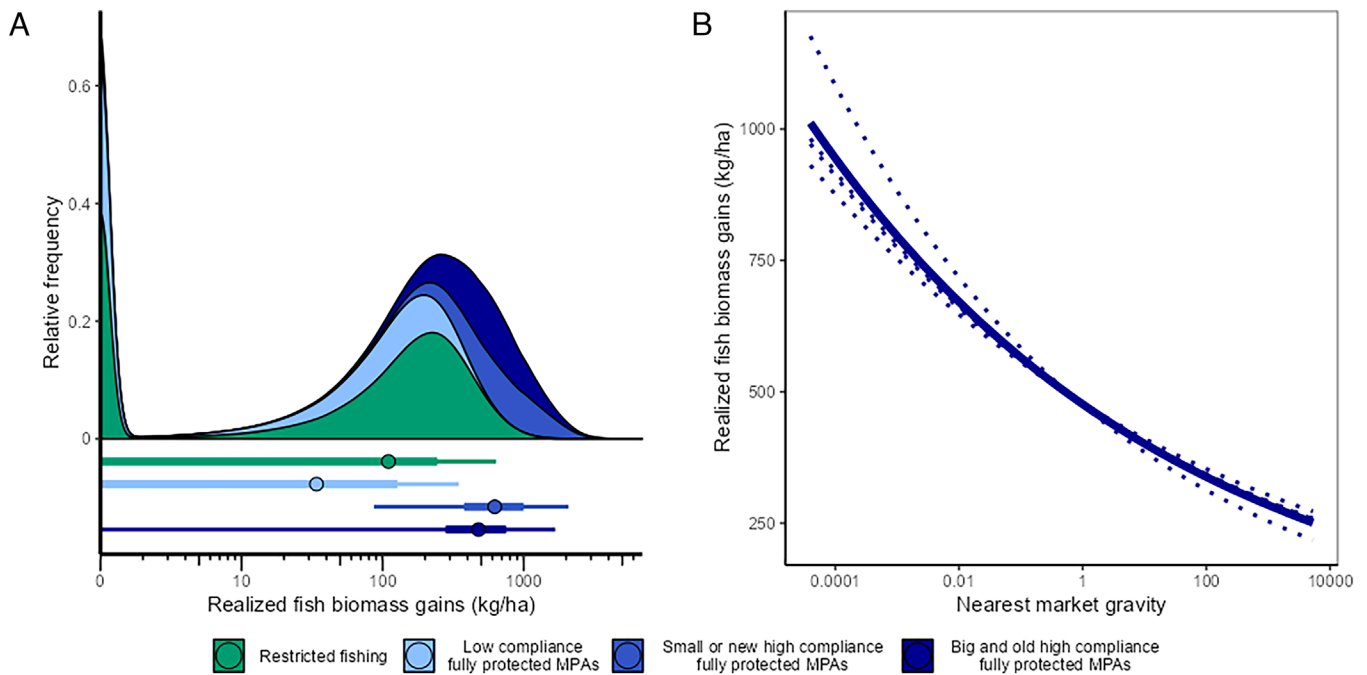 A
Relative frequency
0.6
0.4
0.2
0
0
10
100
1000
Realized fish biomass gains (kg/ha)
B
Realized fish biomass gains (kg/ha)
1000
750
500
250
0.0001
0.01
1
100
10000
Nearest market gravity
Restricted fishing
Low compliance
fully protected MPAs
Small or new high compliance
fully protected MPAs
Big and old high compliance
fully protected MPAs